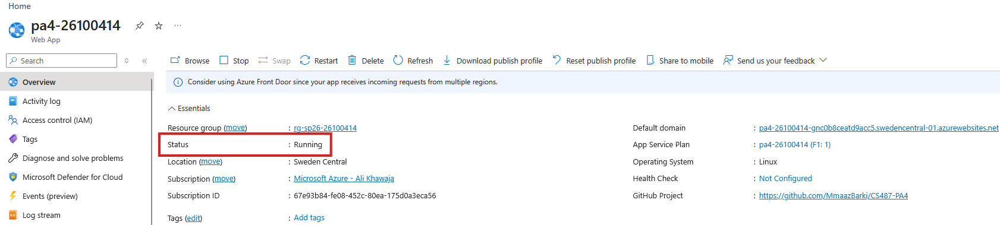 Home
pa4-26100414
Web App
Search
Browse Stop Swap Restart Delete Refresh Download publish profile Reset publish profile Share to mobile Send us your feedback
Consider using Azure Front Door since your app receives incoming requests from multiple regions.
Overview
Activity log
Access control (IAM)
Tags
Diagnose and solve problems
Microsoft Defender for Cloud
Events (preview)
Log stream
Essentials
Resource group (move) : rg-sp26-26100414
Status : Running
Location (move) : Sweden Central
Subscription (move) : Microsoft Azure - Ali Khawaja
Subscription ID : 67e93b84-fe08-452c-80ea-175d0a3eca56
Tags (edit) : Add tags
Default domain : pa4-26100414-gnc0b8ceatd9acc5.swedencentral-01.azurewebsites.net
App Service Plan : pa4-26100414 (F1: 1)
Operating System : Linux
Health Check : Not Configured
GitHub Project : https://github.com/MmaazBarki/CS487-PA4